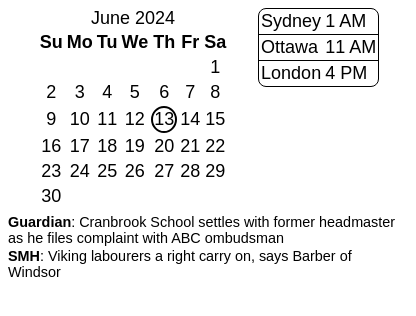 June 2024
Su Mo Tu We Th Fr Sa
1
2 3 4 5 6 7 8
9 10 11 12 13 14 15
16 17 18 19 20 21 22
23 24 25 26 27 28 29
30
Sydney 1 AM
Ottawa 11 AM
London 4 PM
Guardian: Cranbrook School settles with former headmaster
as he files complaint with ABC ombudsman
SMH: Viking labourers a right carry on, says Barber of
Windsor